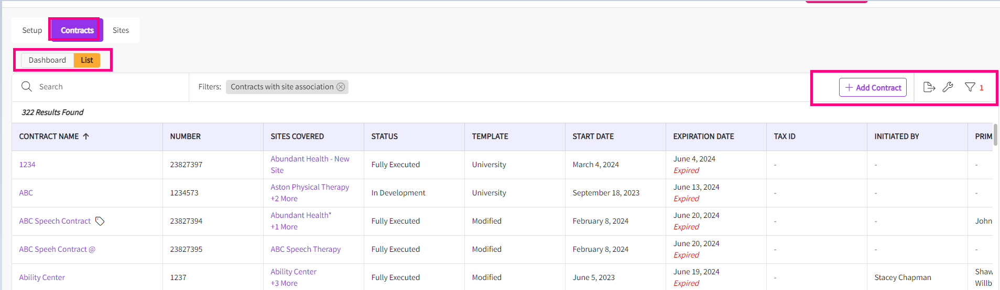 Setup Contracts Sites
Dashboard List
Search Filters: Contracts with site association + Add Contract 1
322 Results Found
CONTRACT NAME NUMBER SITES COVERED STATUS TEMPLATE START DATE EXPIRATION DATE TAX ID INITIATED BY PRIM
1234 23827397 Abundant Health - New Site Fully Executed University March 4, 2024 June 4, 2024 Expired - - -
ABC 1234573 Aston Physical Therapy +2 More In Development University September 18, 2023 June 13, 2024 Expired - - -
ABC Speech Contract 23827394 Abundant Health* +1 More Fully Executed Modified February 8, 2024 June 20, 2024 Expired - - John
ABC Speeh Contract @ 23827395 ABC Speech Therapy Fully Executed Modified February 8, 2024 June 20, 2024 Expired - - -
Ability Center 1237 Ability Center +3 More Fully Executed Modified June 5, 2023 June 19, 2024 Expired - Stacey Chapman Shaw Willb